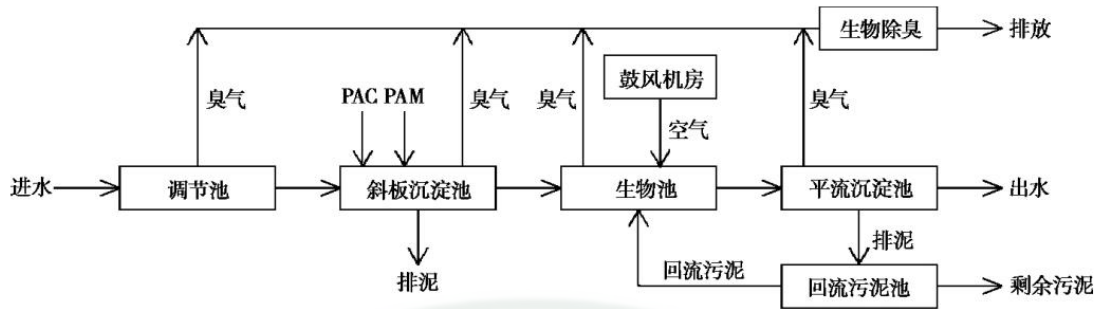 生物除臭
排放
臭气
PAC PAM
臭气
臭气
鼓风机房
臭气
空气
进水
调节池
斜板沉淀池
生物池
平流沉淀池
出水
排泥
排泥
回流污泥
回流污泥池
剩余污泥